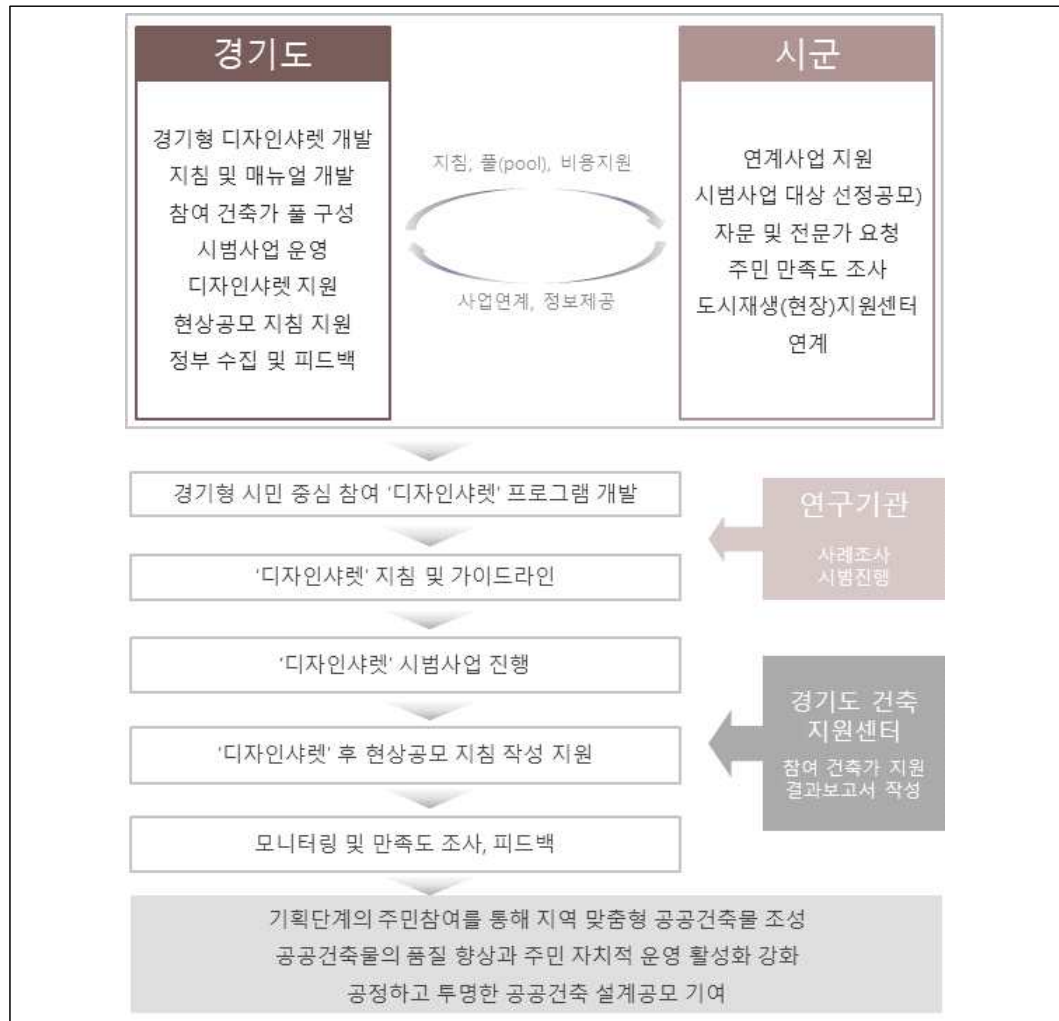 경기도
경기형 디자인샤렛 개발
지침 및 매뉴얼 개발
참여 건축가 풀 구성
시범사업 운영
디자인샤렛 지원
현상공모 지침 지원
정부 수집 및 피드백
지침, 풀(pool), 비용지원
사업연계, 정보제공
시군
연계사업 지원
시범사업 대상 선정공모)
자문 및 전문가 요청
주민 만족도 조사
도시재생(현장)지원센터
연계
경기형 시민 중심 참여 '디자인샤렛' 프로그램 개발
'디자인샤렛' 지침 및 가이드라인
연구기관
사례조사
시범진행
'디자인샤렛' 시범사업 진행
'디자인샤렛' 후 현상공모 지침 작성 지원
경기도 건축
지원센터
참여 건축가 지원
결과보고서 작성
모니터링 및 만족도 조사, 피드백
기획단계의 주민참여를 통해 지역 맞춤형 공공건축물 조성
공공건축물의 품질 향상과 주민 자치적 운영 활성화 강화
공정하고 투명한 공공건축 설계공모 기여